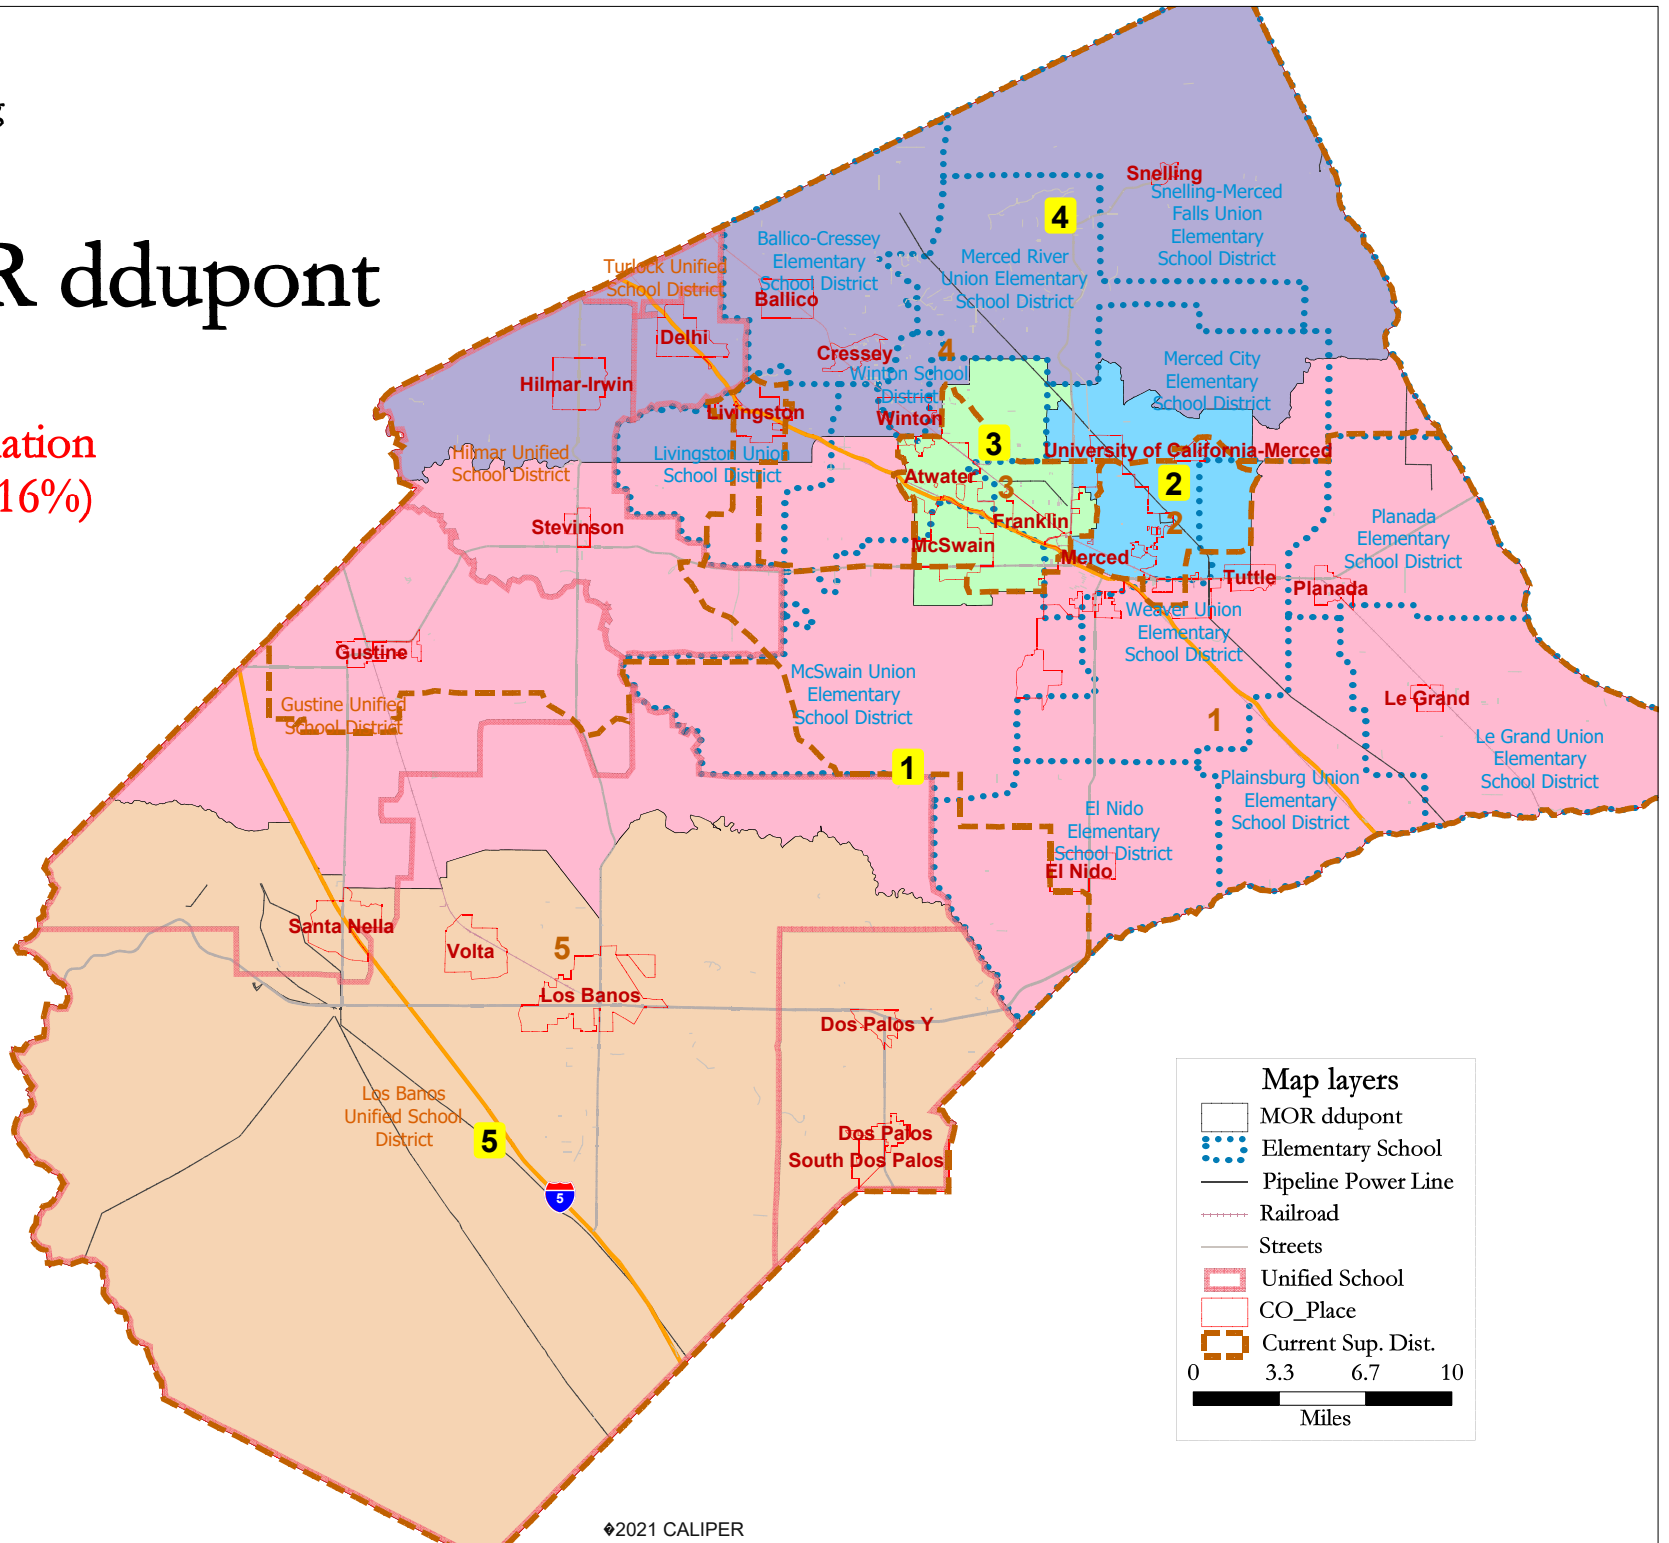 g
R ddupont
ation
16%)
Snelling
Snelling-Merced
Falls Union
Elementary
School District
4
Ballico-Cressey
Elementary
School District
Merced River
Union Elementary
School District
Turlock Unified
School District
Ballico
Delhi
Cressey
4
Winton School
District
Merced City
Elementary
School District
Hilmar-Irwin
Livingston
Winton
3
University of California-Merced
Hilmar Unified
School District
Livingston Union
School District
Atwater
3
2
2
Stevinson
Franklin
McSwain
Merced
Planada
Elementary
School District
Tuttle
Planada
Weaver Union
Elementary
School District
Gustine
Gustine Unified
School District
McSwain Union
Elementary
School District
Le Grand
1
Le Grand Union
Elementary
School District
1
Plainsburg Union
Elementary
School District
El Nido
Elementary
School District
El Nido
Santa Nella
Volta
5
Los Banos
Dos Palos Y
Los Banos
Unified School
District
5
Dos Palos
South Dos Palos
5
Map layers
MOR ddupont
Elementary School
Pipeline Power Line
Railroad
Streets
Unified School
CO_Place
Current Sup. Dist.
0 3.3 6.7 10
Miles
�2021 CALIPER